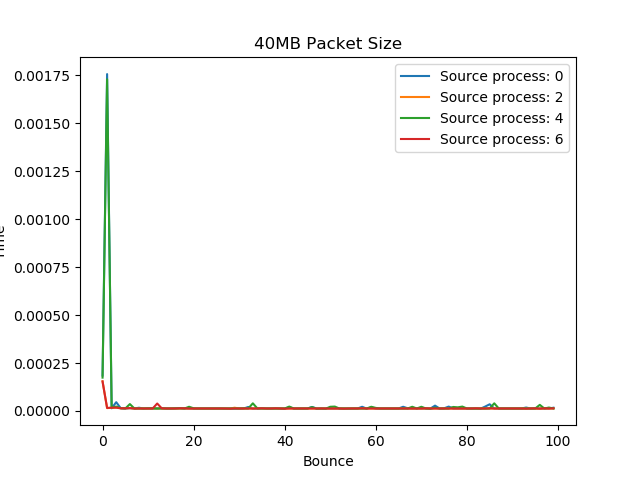 40MB Packet Size
Source process: 0
Source process: 2
Source process: 4
Source process: 6
0.00175
0.00150
0.00125
0.00100
0.00075
0.00050
0.00025
0.00000
0
20
40
60
80
100
Bounce